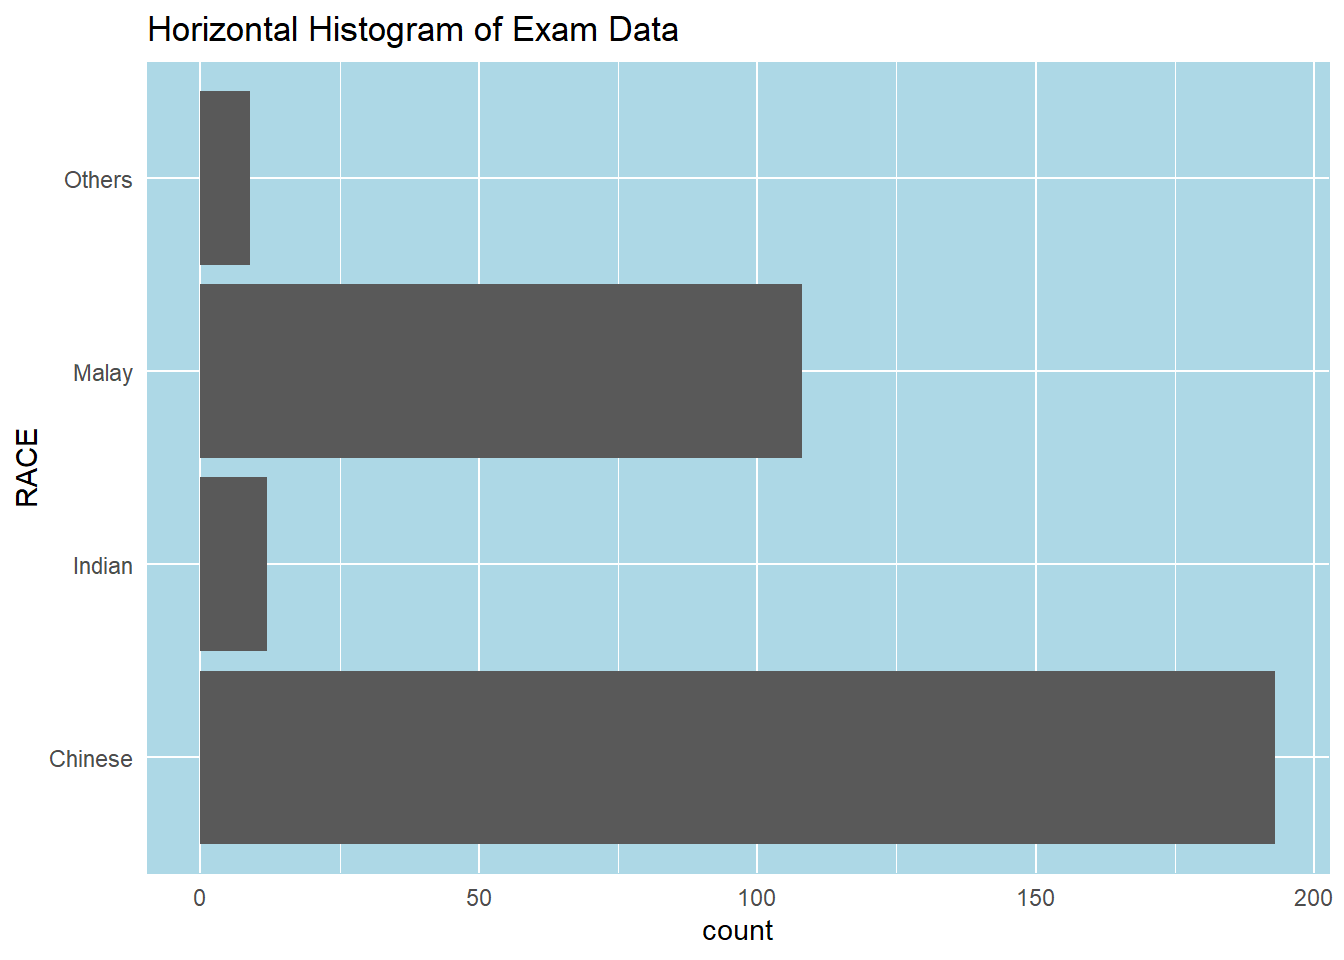 Horizontal Histogram of Exam Data
Others
Malay
Indian
Chinese
RACE
0 50 100 150 200
count